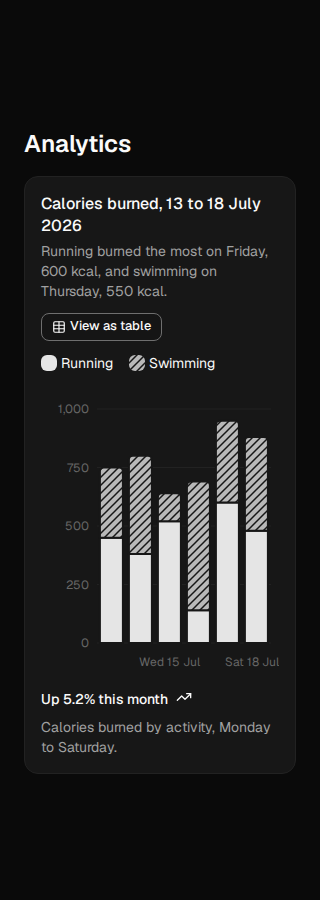 Analytics
Calories burned, 13 to 18 July
2026
Running burned the most on Friday,
600 kcal, and swimming on
Thursday, 550 kcal.
View as table
Running
Swimming
1,000
750
500
250
0
Wed 15 Jul
Sat 18 Jul
Up 5.2% this month
Calories burned by activity, Monday
to Saturday.